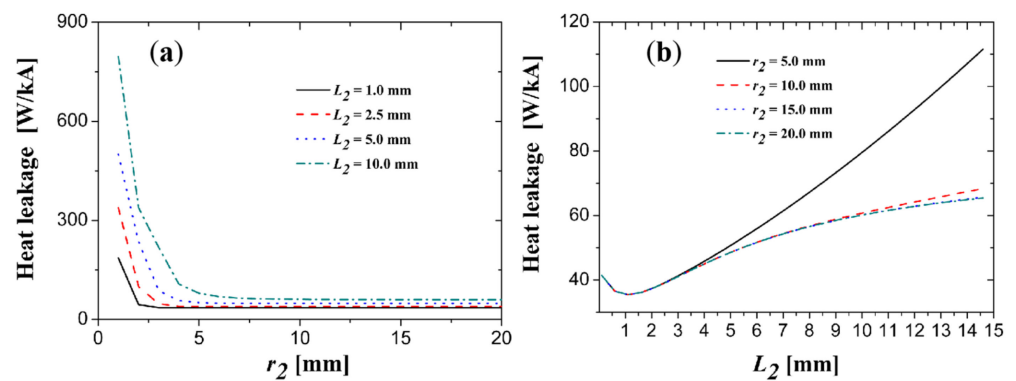 (a)
Heat leakage [W/kA]
900
600
300
0
L2 = 1.0 mm
L2 = 2.5 mm
L2 = 5.0 mm
L2 = 10.0 mm
0 5 10 15 20
r2 [mm]
(b)
Heat leakage [W/kA]
120
100
80
60
40
r2 = 5.0 mm
r2 = 10.0 mm
r2 = 15.0 mm
r2 = 20.0 mm
1 2 3 4 5 6 7 8 9 10 11 12 13 14 15
L2 [mm]